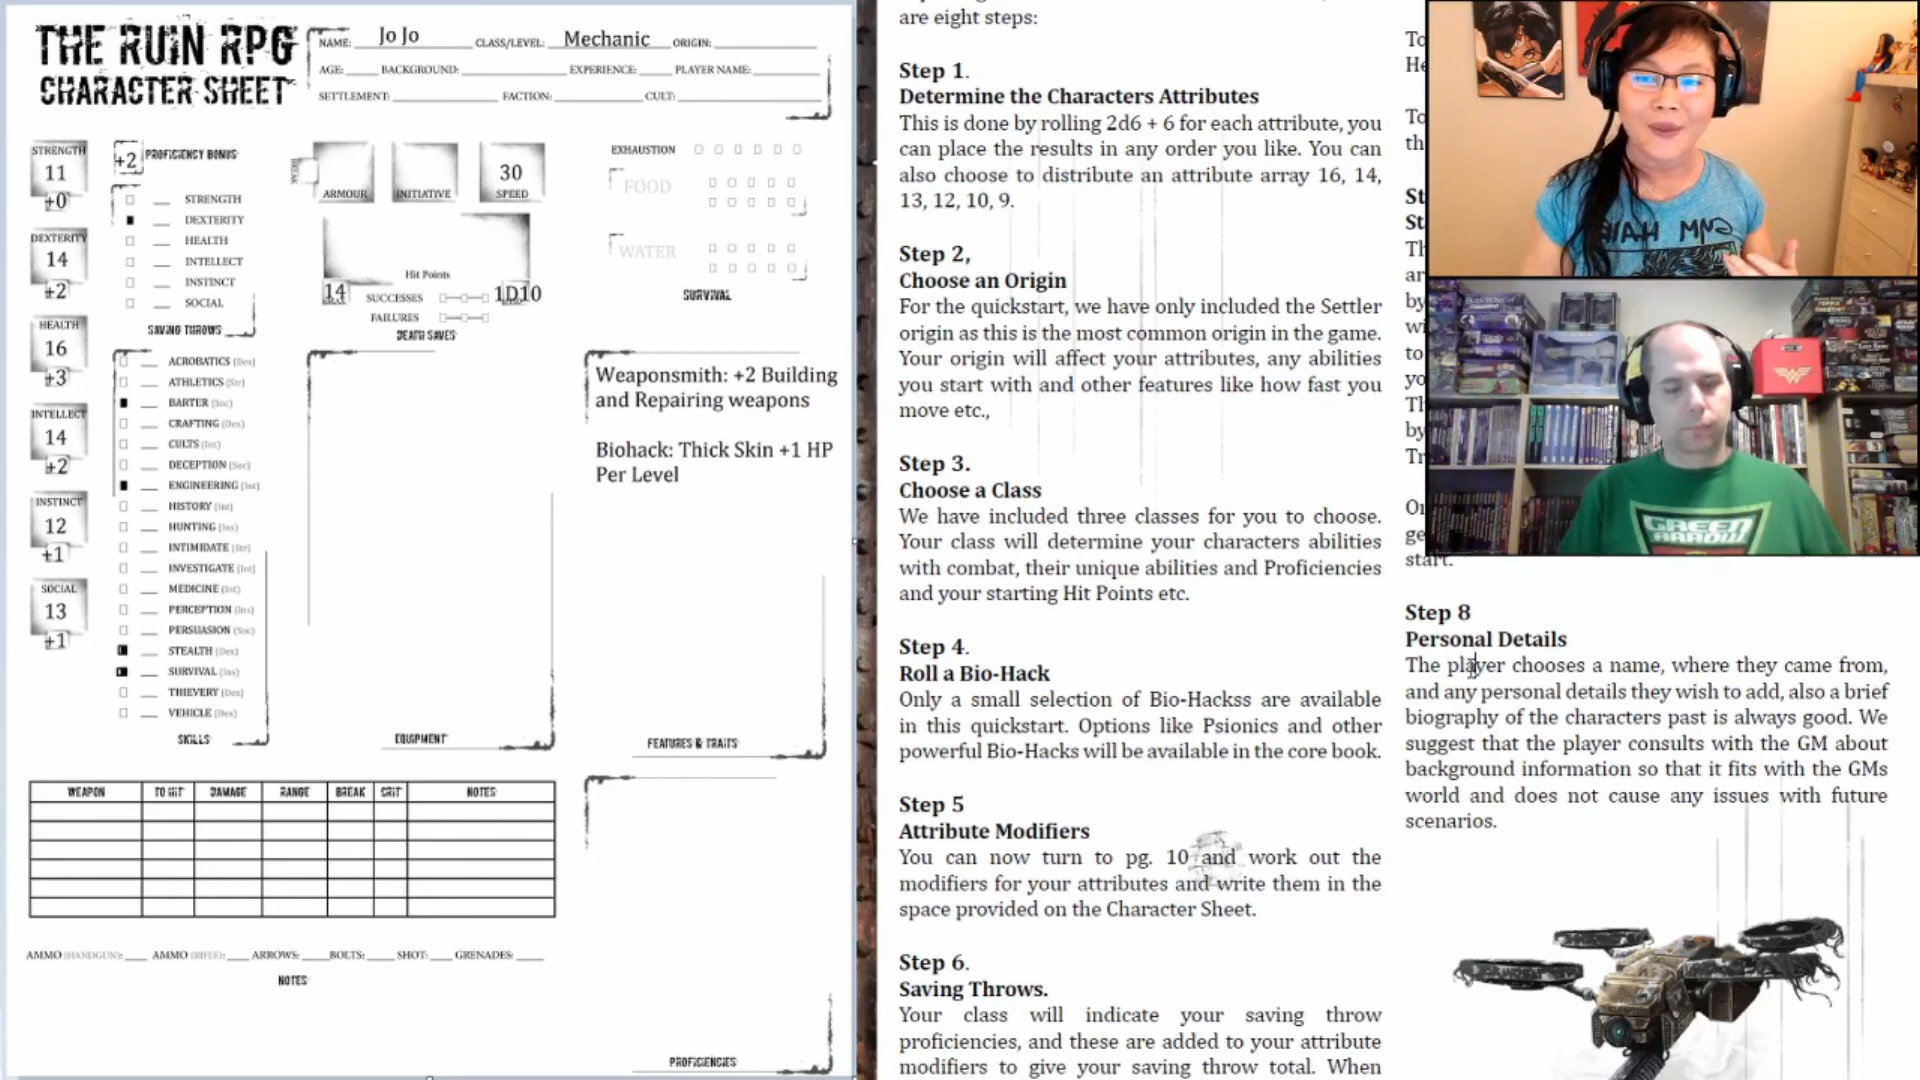 THE RUIN RPG
CHARACTER SHEET
NAME: Jo Jo CLASS/LEVEL: Mechanic ORIGIN:
AGE: BACKGROUND: EXPERIENCE: PLAYER NAME:
SETTLEMENT: FACTION: CULT:
STRENGTH
11
+0
DEXTERITY
14
+2
HEALTH
16
+3
INTELLECT
14
+2
INSTINCT
12
+1
SOCIAL
13
+1
+2 PROFICIENCY BONUS
STRENGTH
DEXTERITY
HEALTH
INTELLECT
INSTINCT
SOCIAL
SAVING THROWS
ACROBATICS (Dex)
ATHLETICS (Str)
BARTER (Soc)
CRAFTING (Dex)
CULTS (Int)
DECEPTION (Soc)
ENGINEERING (Int)
HISTORY (Int)
HUNTING (Ins)
INTIMIDATE (Str)
INVESTIGATE (Int)
MEDICINE (Int)
PERCEPTION (Ins)
PERSUASION (Soc)
STEALTH (Dex)
SURVIVAL (Ins)
THIEVERY (Dex)
VEHICLE (Dex)
SKILLS
ARMOUR
INITIATIVE
30
SPEED
Hit Points
14
1D10
SUCCESSES
FAILURES
DEATH SAVES
EXHAUSTION
FOOD
WATER
SURVIVAL
EQUIPMENT
Weaponsmith: +2 Building
and Repairing weapons
Biohack: Thick Skin +1 HP
Per Level
FEATURES & TRAITS
WEAPON TO HIT DAMAGE RANGE BREAK CRIT NOTES
AMMO (HANDGUN): AMMO (RIFLE): ARROWS: BOLTS: SHOT: GRENADES:
NOTES
PROFICIENCIES
are eight steps:
Step 1.
Determine the Characters Attributes
This is done by rolling 2d6 + 6 for each attribute, you
can place the results in any order you like. You can
also choose to distribute an attribute array 16, 14,
13, 12, 10, 9.
Step 2,
Choose an Origin
For the quickstart, we have only included the Settler
origin as this is the most common origin in the game.
Your origin will affect your attributes, any abilities
you start with and other features like how fast you
move etc.,
Step 3.
Choose a Class
We have included three classes for you to choose.
Your class will determine your characters abilities
with combat, their unique abilities and Proficiencies
and your starting Hit Points etc.
Step 4.
Roll a Bio-Hack
Only a small selection of Bio-Hackss are available
in this quickstart. Options like Psionics and other
powerful Bio-Hacks will be available in the core book.
Step 5
Attribute Modifiers
You can now turn to pg. 10 and work out the
modifiers for your attributes and write them in the
space provided on the Character Sheet.
Step 6.
Saving Throws.
Your class will indicate your saving throw
proficiencies, and these are added to your attribute
modifiers to give your saving throw total. When
start.
Step 8
Personal Details
The player chooses a name, where they came from,
and any personal details they wish to add, also a brief
biography of the characters past is always good. We
suggest that the player consults with the GM about
background information so that it fits with the GMs
world and does not cause any issues with future
scenarios.
GREEN
ARROW